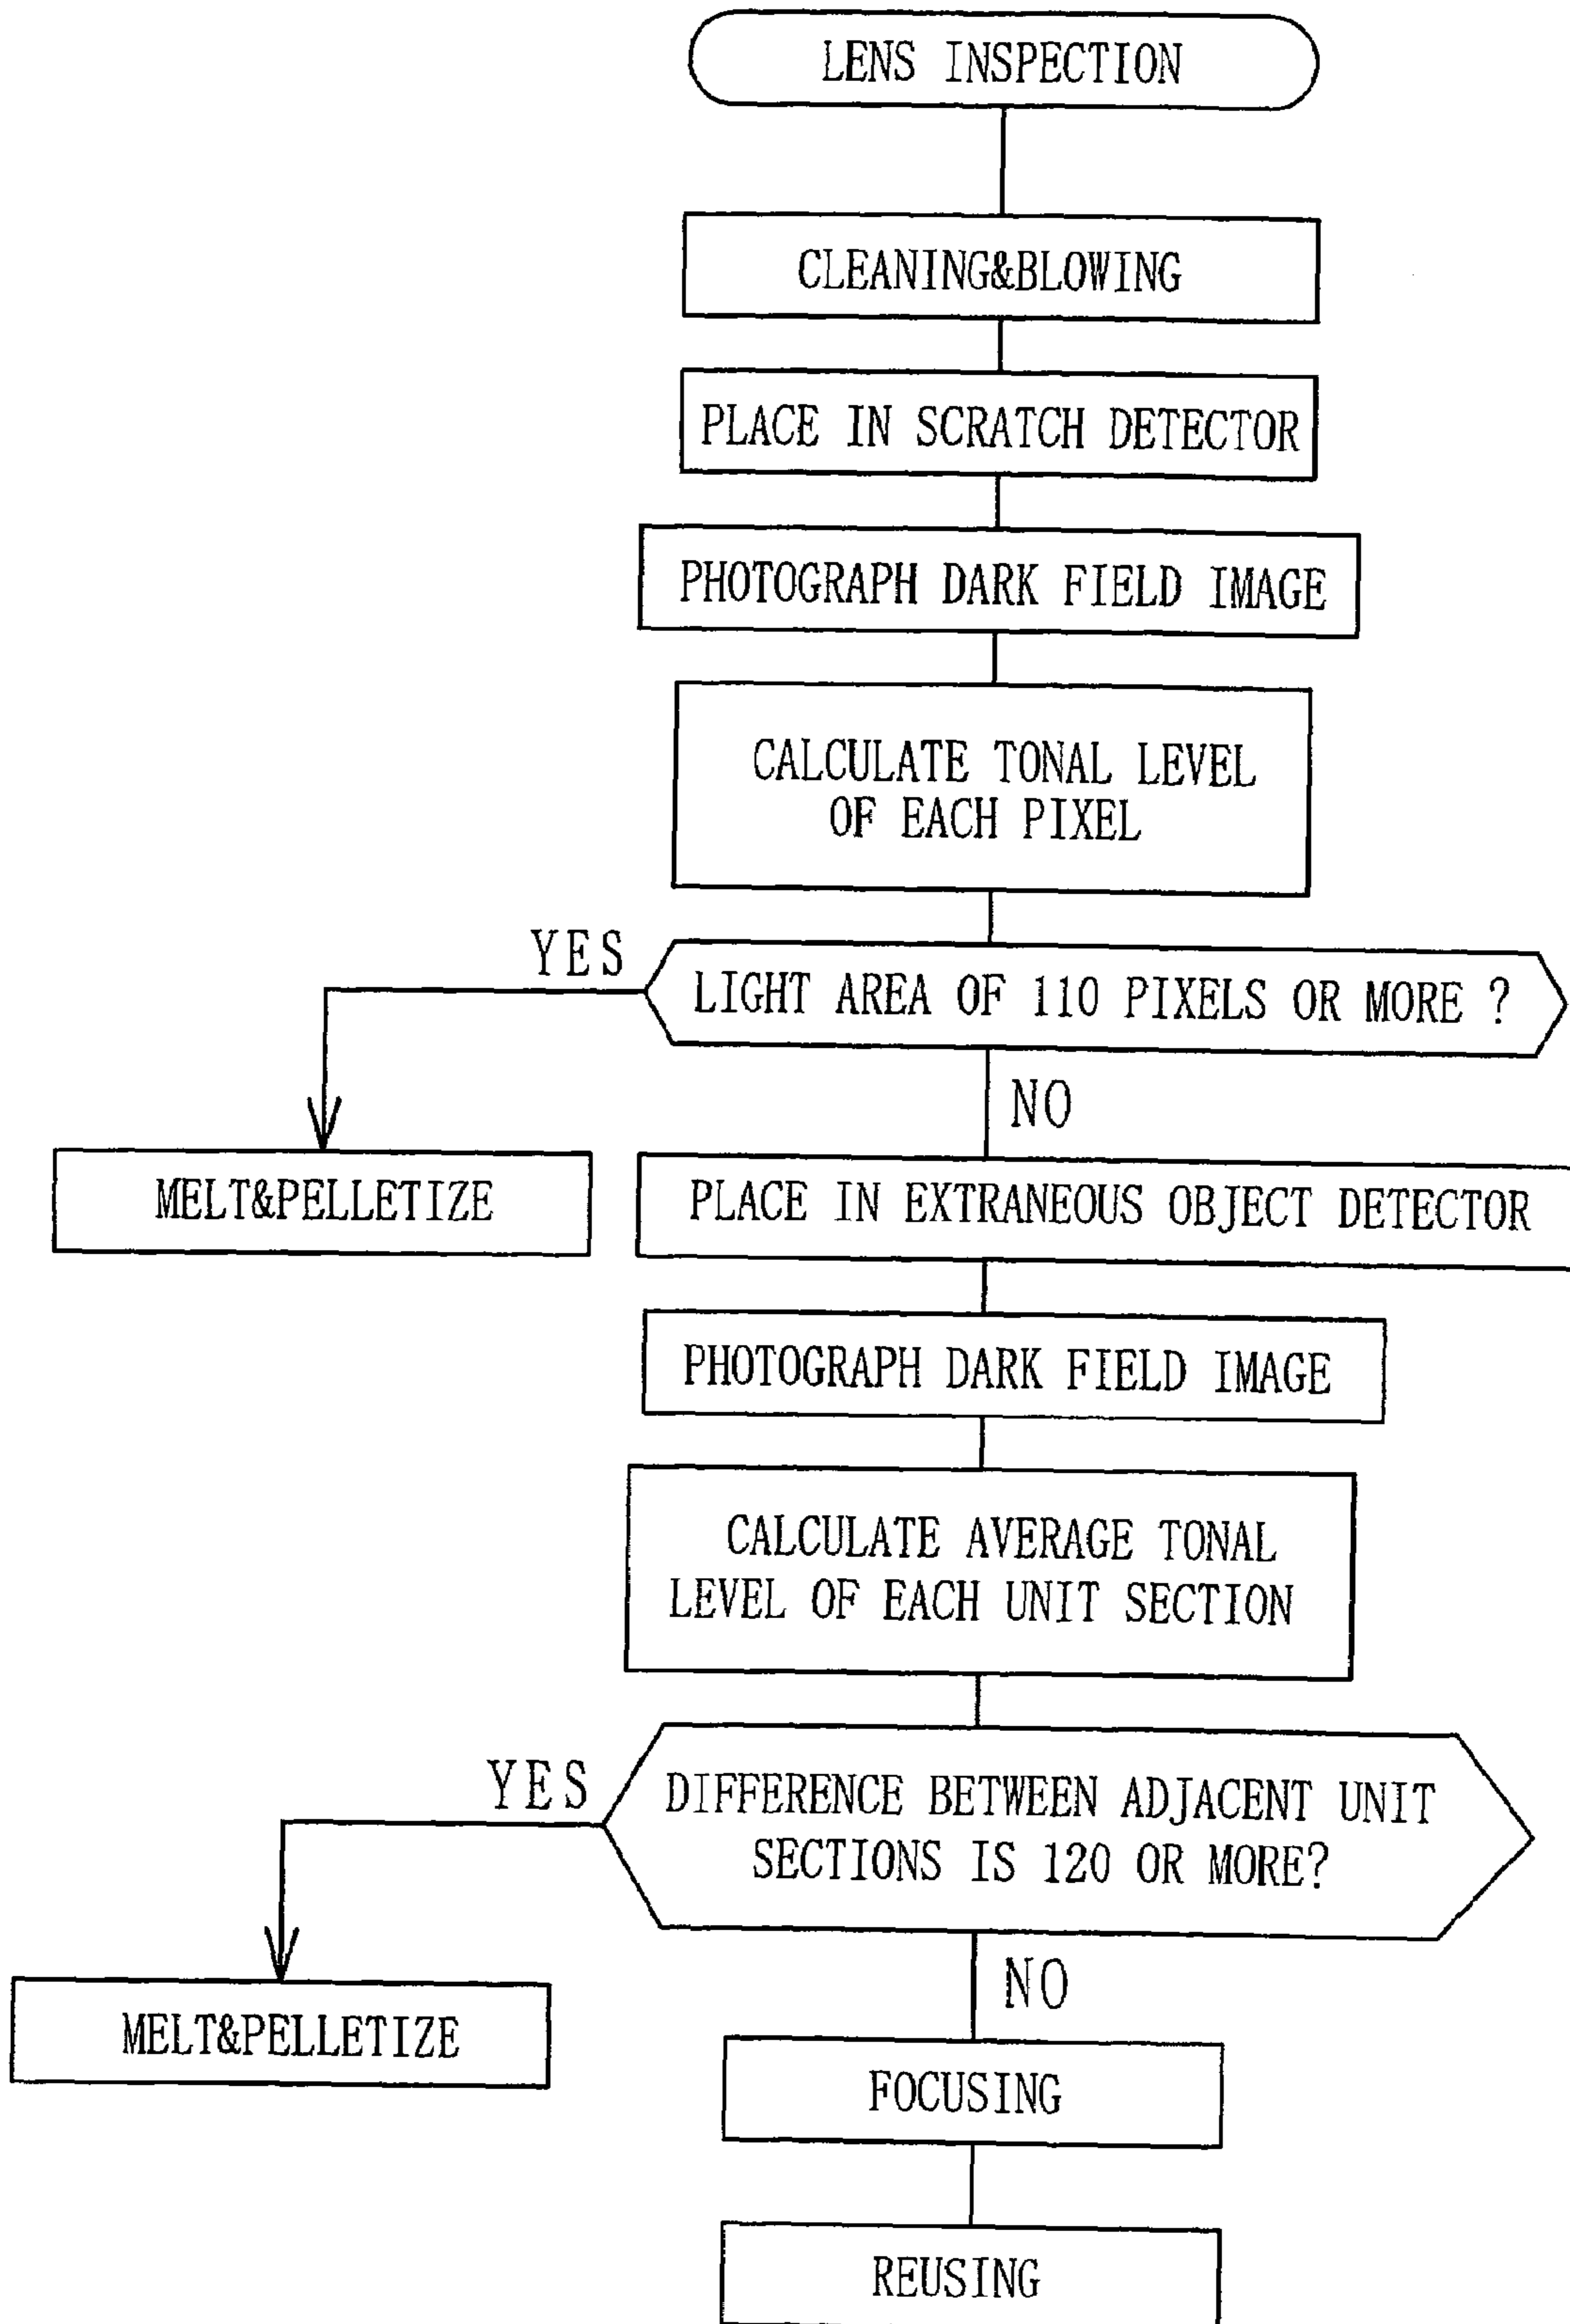 LENS INSPECTION
CLEANING&BLOWING
PLACE IN SCRATCH DETECTOR
PHOTOGRAPH DARK FIELD IMAGE
CALCULATE TONAL LEVEL
OF EACH PIXEL
YES
LIGHT AREA OF 110 PIXELS OR MORE ?
NO
MELT&PELLETIZE
PLACE IN EXTRANEOUS OBJECT DETECTOR
PHOTOGRAPH DARK FIELD IMAGE
CALCULATE AVERAGE TONAL
LEVEL OF EACH UNIT SECTION
YES
DIFFERENCE BETWEEN ADJACENT UNIT
SECTIONS IS 120 OR MORE?
NO
MELT&PELLETIZE
FOCUSING
REUSING